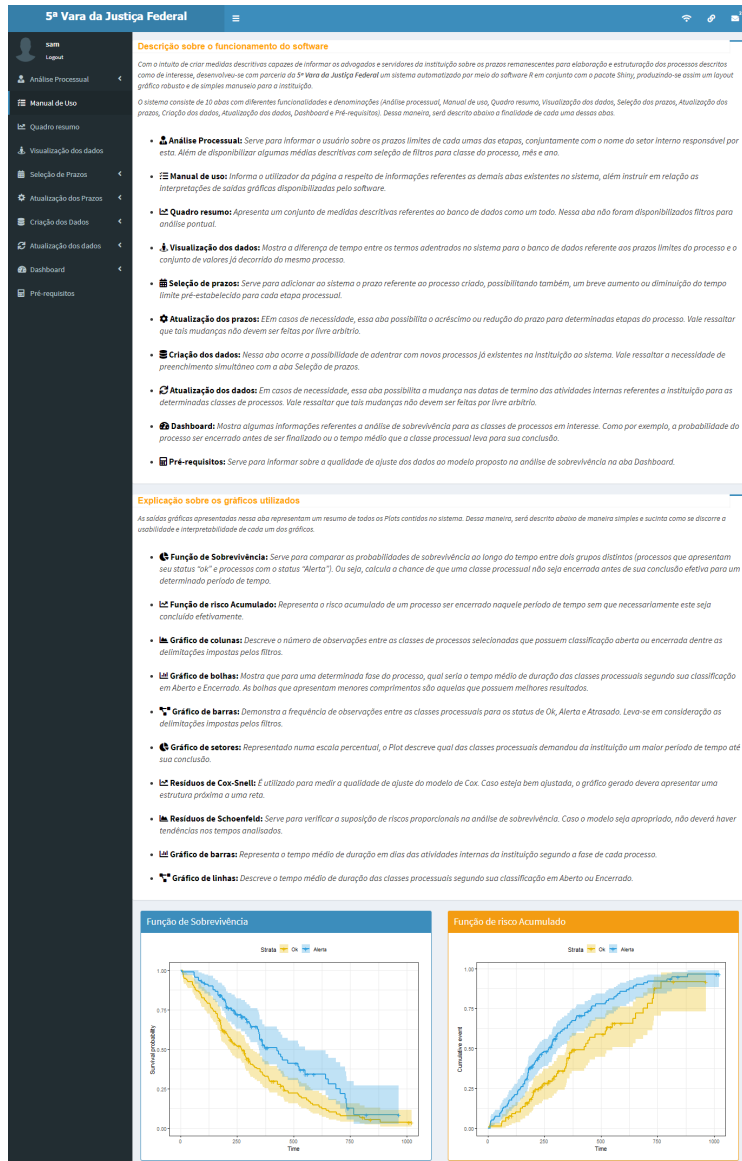 5ª Vara da Justiça Federal
sam
Logout
Análise Processual
Manual de Uso
Quadro resumo
Visualização dos dados
Seleção de Prazos
Atualização dos Prazos
Criação dos Dados
Atualização dos dados
Dashboard
Pré-requisitos
Descrição sobre o funcionamento do software
Com o intuito de criar medidas descritivas capazes de informar os advogados e servidores da instituição sobre os prazos remanescentes para elaboração e estruturação dos processos descritos
como de interesse, desenvolveu-se com parceria da 5ª Vara da Justiça Federal um sistema automatizado por meio do software R em conjunto com o pacote Shiny, produzindo-se assim um layout
gráfico robusto e de simples manuseio para a instituição.
O sistema consiste de 10 abas com diferentes funcionalidades e denominações (Análise processual, Manual de uso, Quadro resumo, Visualização dos dados, Seleção dos prazos, Atualização dos
prazos, Criação dos dados, Atualização dos dados, Dashboard e Pré-requisitos). Dessa maneira, será descrito abaixo a finalidade de cada uma dessas abas.
• Análise Processual: Serve para informar o usuário sobre os prazos limites de cada umas das etapas, conjuntamente com o nome do setor interno responsável por
esta. Além de disponibilizar algumas médias descritivas com seleção de filtros para classe do processo, mês e ano.
• Manual de uso: Informa o utilizador da página a respeito de informações referentes as demais abas existentes no sistema, além instruir em relação as
interpretações de saídas gráficas disponibilizadas pelo software.
• Quadro resumo: Apresenta um conjunto de medidas descritivas referentes ao banco de dados como um todo. Nessa aba não foram disponibilizados filtros para
análise pontual.
• Visualização dos dados: Mostra a diferença de tempo entre os termos adentrados no sistema para o banco de dados referente aos prazos limites do processo e o
conjunto de valores já decorrido do mesmo processo.
• Seleção de prazos: Serve para adicionar ao sistema o prazo referente ao processo criado, possibilitando também, um breve aumento ou diminuição do tempo
limite pré-estabelecido para cada etapa processual.
• Atualização dos prazos: EEm casos de necessidade, essa aba possibilita o acréscimo ou redução do prazo para determinadas etapas do processo. Vale ressaltar
que tais mudanças não devem ser feitas por livre arbítrio.
• Criação dos dados: Nessa aba ocorre a possibilidade de adentrar com novos processos já existentes na instituição ao sistema. Vale ressaltar a necessidade de
preenchimento simultâneo com a aba Seleção de prazos.
• Atualização dos dados: Em casos de necessidade, essa aba possibilita a mudança nas datas de termino das atividades internas referentes a instituição para as
determinadas classes de processos. Vale ressaltar que tais mudanças não devem ser feitas por livre arbítrio.
• Dashboard: Mostra algumas informações referentes a análise de sobrevivência para as classes de processos em interesse. Como por exemplo, a probabilidade do
processo ser encerrado antes de ser finalizado ou o tempo médio que a classe processual leva para sua conclusão.
• Pré-requisitos: Serve para informar sobre a qualidade de ajuste dos dados ao modelo proposto na análise de sobrevivência na aba Dashboard.
Explicação sobre os gráficos utilizados
As saídas gráficas apresentadas nessa aba representam um resumo de todos os Plots contidos no sistema. Dessa maneira, será descrito abaixo de maneira simples e sucinta como se discorre a
usabilidade e interpretabilidade de cada um dos gráficos.
• Função de Sobrevivência: Serve para comparar as probabilidades de sobrevivência ao longo do tempo entre dois grupos distintos (processos que apresentam
seu status "ok" e processos com o status "Alerta"). Ou seja, calcula a chance de que uma classe processual não seja encerrada antes de sua conclusão efetiva para um
determinado período de tempo.
• Função de risco Acumulado: Representa o risco acumulado de um processo ser encerrado naquele período de tempo sem que necessariamente este seja
concluído efetivamente.
• Gráfico de colunas: Descreve o número de observações entre as classes de processos selecionadas que possuem classificação aberta ou encerrada dentre as
delimitações impostas pelos filtros.
• Gráfico de bolhas: Mostra que para uma determinada fase do processo, qual seria o tempo médio de duração das classes processuais segundo sua classificação
em Aberto e Encerrado. As bolhas que apresentam menores comprimentos são aquelas que possuem melhores resultados.
• Gráfico de barras: Demonstra a frequência de observações entre as classes processuais para os status de Ok, Alerta e Atrasado. Leva-se em consideração as
delimitações impostas pelos filtros.
• Gráfico de setores: Representado numa escala percentual, o Plot descreve qual das classes processuais demandou da instituição um maior período de tempo até
sua conclusão.
• Resíduos de Cox-Snell: É utilizado para medir a qualidade de ajuste do modelo de Cox. Caso esteja bem ajustada, o gráfico gerado devera apresentar uma
estrutura próxima a uma reta.
• Resíduos de Schoenfeld: Serve para verificar a suposição de riscos proporcionais na análise de sobrevivência. Caso o modelo seja apropriado, não deverá haver
tendências nos tempos analisados.
• Gráfico de barras: Representa o tempo médio de duração em dias das atividades internas da instituição segundo a fase de cada processo.
• Gráfico de linhas: Descreve o tempo médio de duração das classes processuais segundo sua classificação em Aberto ou Encerrado.
Função de Sobrevivência
Strata Ok Alerta
1.00
0.75
0.50
0.25
0.00
Survival probability
0 250 500 750 1000
Time
Função de risco Acumulado
Strata Ok Alerta
1.00
0.75
0.50
0.25
0.00
Cumulative event
0 250 500 750 1000
Time